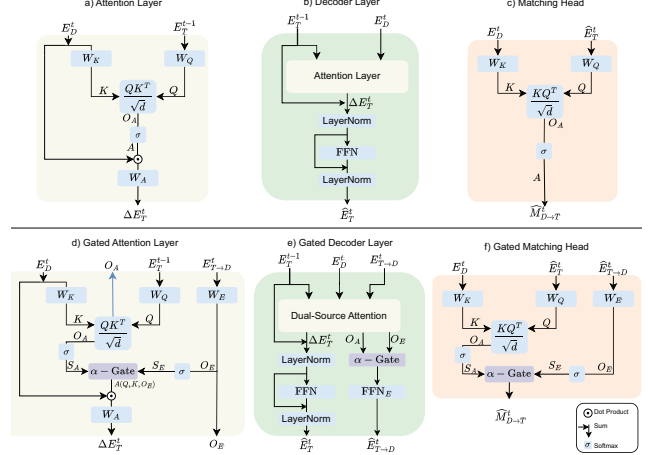 a) Attention Layer
b) Decoder Layer
c) Matching Head
E_D^t
E_T^{t-1}
E_T^{t-1}
E_D^t
E_D^t
Ê_T^t
W_K
W_Q
W_K
W_Q
Attention Layer
K
QK^T
√d
Q
K
KQ^T
√d
Q
ΔE_T^t
O_A
LayerNorm
O_A
σ
FFN
σ
A
A
W_A
LayerNorm
ΔE_T^t
Ê_T^t
M̂_{D→T}^t
d) Gated Attention Layer
e) Gated Decoder Layer
f) Gated Matching Head
E_D^t
O_A
E_T^{t-1}
E_{T→D}^t
E_T^{t-1}
E_D^t
E_{T→D}^t
E_D^t
Ê_T^t
Ê_{T→D}^t
W_K
W_Q
W_E
W_K
W_Q
W_E
Dual-Source Attention
K
QK^T
√d
Q
K
KQ^T
√d
Q
O_A
ΔE_T^t
O_A
O_E
O_A
σ
LayerNorm
α − Gate
σ
S_A
α − Gate
S_E
σ
O_E
S_A
α − Gate
S_E
σ
O_E
A(Q, K, O_E)
FFN
FFN_E
W_A
LayerNorm
M̂_{D→T}^t
ΔE_T^t
O_E
Ê_T^t
Ê_{T→D}^t
Dot Product
Sum
σ
Softmax